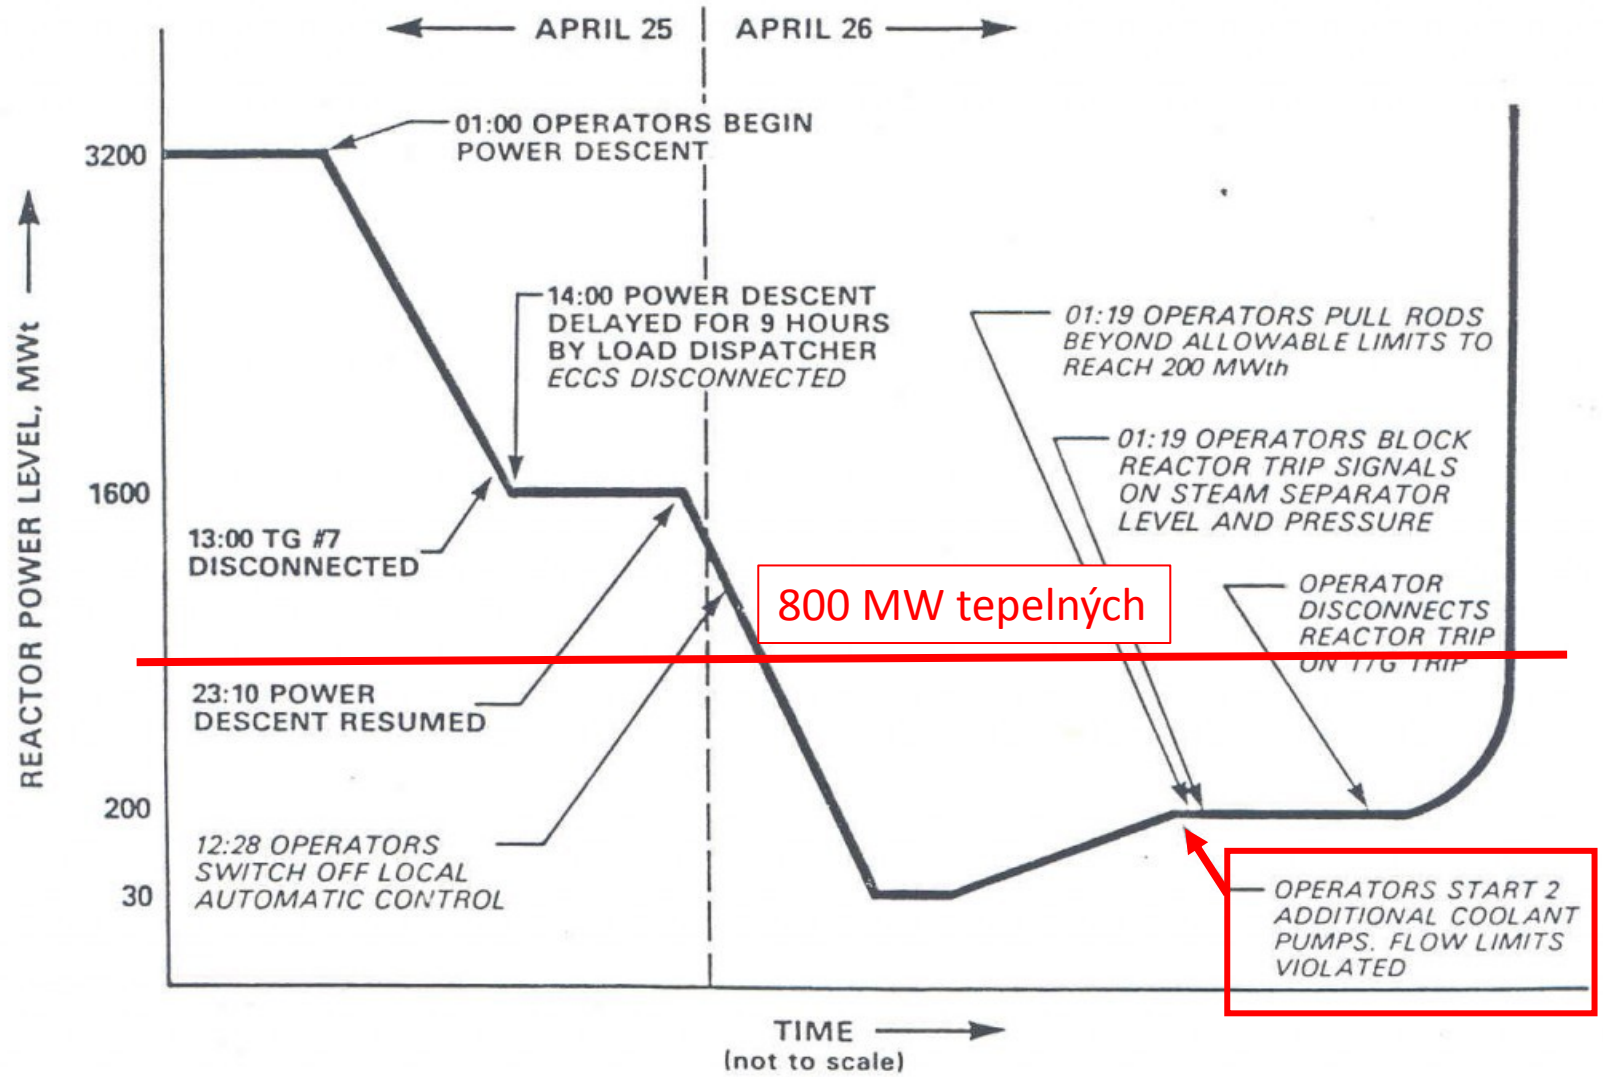 APRIL 25
APRIL 26
01:00 OPERATORS BEGIN
POWER DESCENT
3200
14:00 POWER DESCENT
DELAYED FOR 9 HOURS
BY LOAD DISPATCHER
ECCS DISCONNECTED
01:19 OPERATORS PULL RODS
BEYOND ALLOWABLE LIMITS TO
REACH 200 MWth
01:19 OPERATORS BLOCK
REACTOR TRIP SIGNALS
ON STEAM SEPARATOR
LEVEL AND PRESSURE
1600
13:00 TG #7
DISCONNECTED
800 MW tepelných
OPERATOR
DISCONNECTS
REACTOR TRIP
ON T/G TRIP
REACTOR POWER LEVEL, MWt
23:10 POWER
DESCENT RESUMED
200
12:28 OPERATORS
SWITCH OFF LOCAL
AUTOMATIC CONTROL
30
OPERATORS START 2
ADDITIONAL COOLANT
PUMPS. FLOW LIMITS
VIOLATED
TIME
(not to scale)